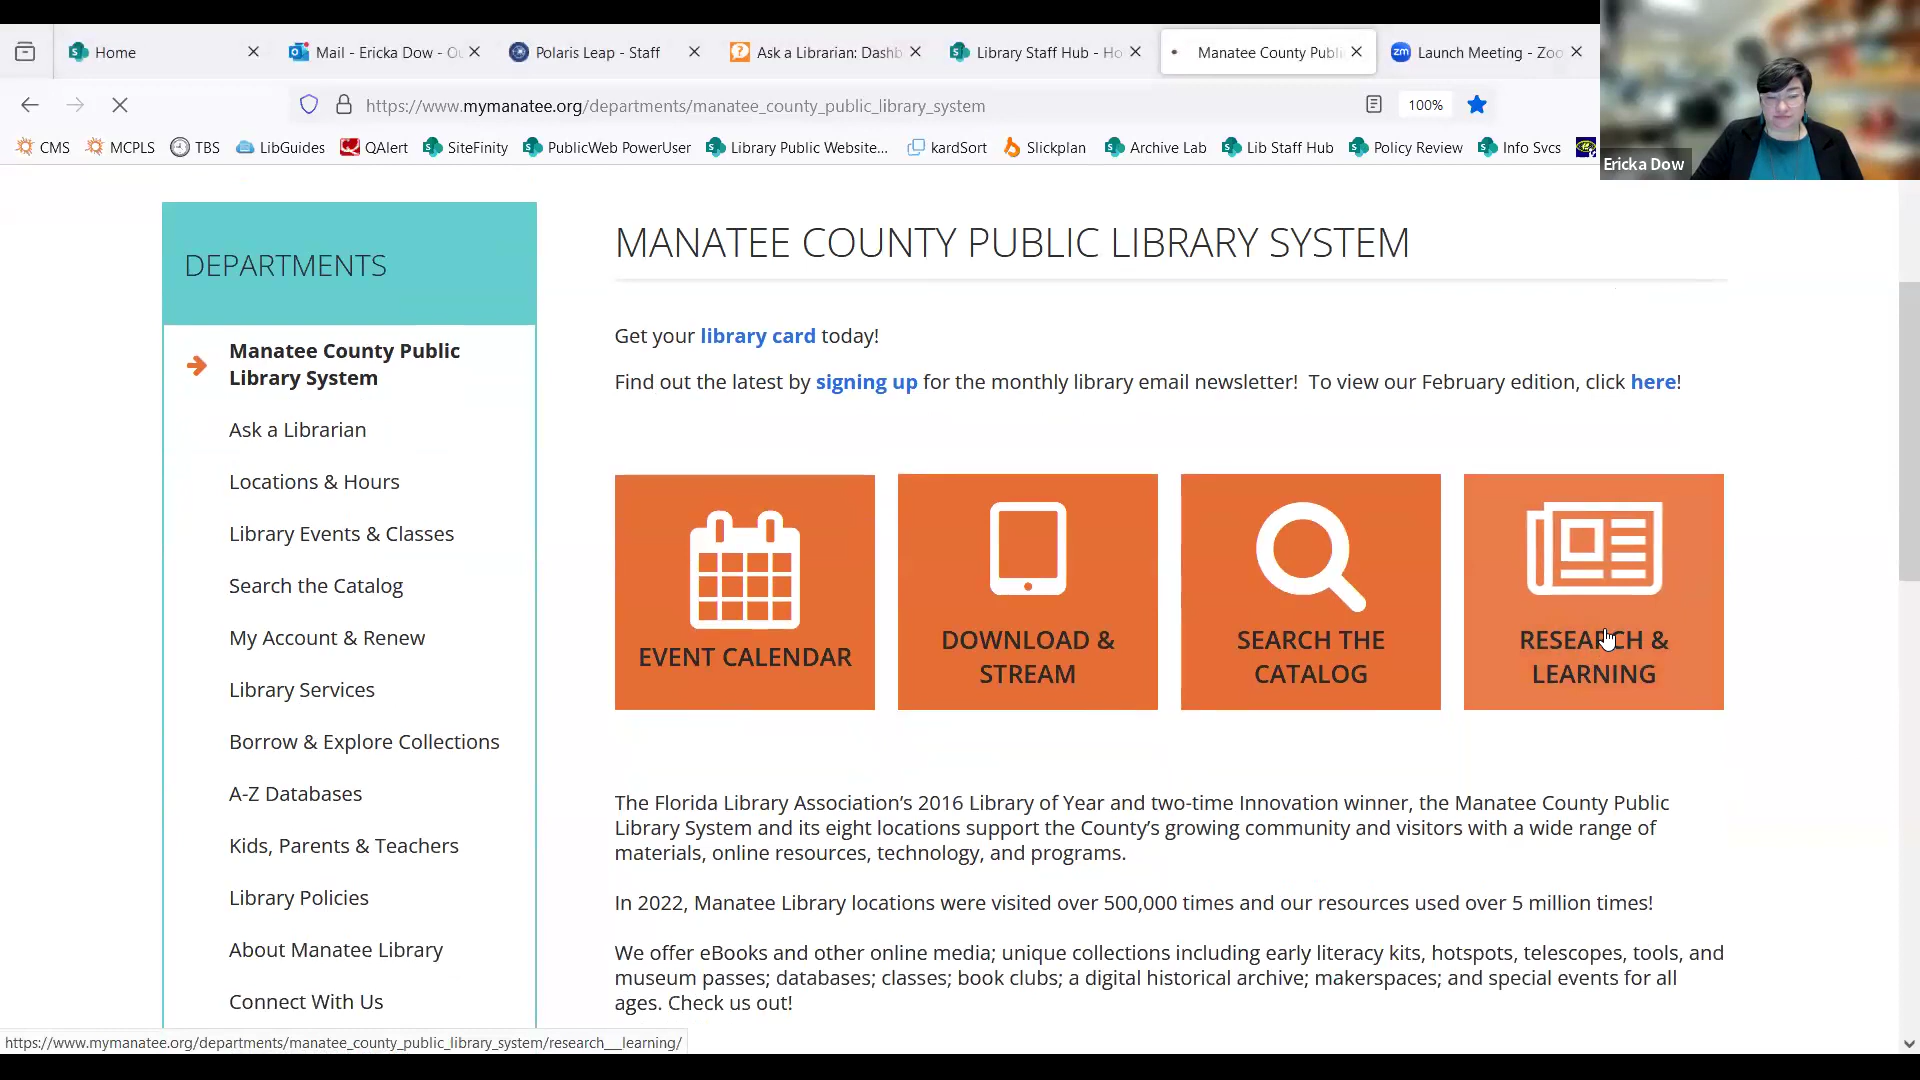 Home
Mail - Ericka Dow - Ou
Polaris Leap - Staff
Ask a Librarian: Dashb
Library Staff Hub - Ho
Manatee County Publi
Launch Meeting - Zoo
https://www.mymanatee.org/departments/manatee_county_public_library_system
100%
CMS
MCPLS
TBS
LibGuides
QAlert
SiteFinity
PublicWeb PowerUser
Library Public Website...
kardSort
Slickplan
Archive Lab
Lib Staff Hub
Policy Review
Info Svcs
Ericka Dow
DEPARTMENTS
Manatee County Public
Library System
Ask a Librarian
Locations & Hours
Library Events & Classes
Search the Catalog
My Account & Renew
Library Services
Borrow & Explore Collections
A-Z Databases
Kids, Parents & Teachers
Library Policies
About Manatee Library
Connect With Us
MANATEE COUNTY PUBLIC LIBRARY SYSTEM
Get your library card today!
Find out the latest by signing up for the monthly library email newsletter! To view our February edition, click here!
EVENT CALENDAR
DOWNLOAD &
STREAM
SEARCH THE
CATALOG
RESEARCH &
LEARNING
The Florida Library Association's 2016 Library of Year and two-time Innovation winner, the Manatee County Public
Library System and its eight locations support the County's growing community and visitors with a wide range of
materials, online resources, technology, and programs.
In 2022, Manatee Library locations were visited over 500,000 times and our resources used over 5 million times!
We offer eBooks and other online media; unique collections including early literacy kits, hotspots, telescopes, tools, and
museum passes; databases; classes; book clubs; a digital historical archive; makerspaces; and special events for all
ages. Check us out!
https://www.mymanatee.org/departments/manatee_county_public_library_system/research___learning/